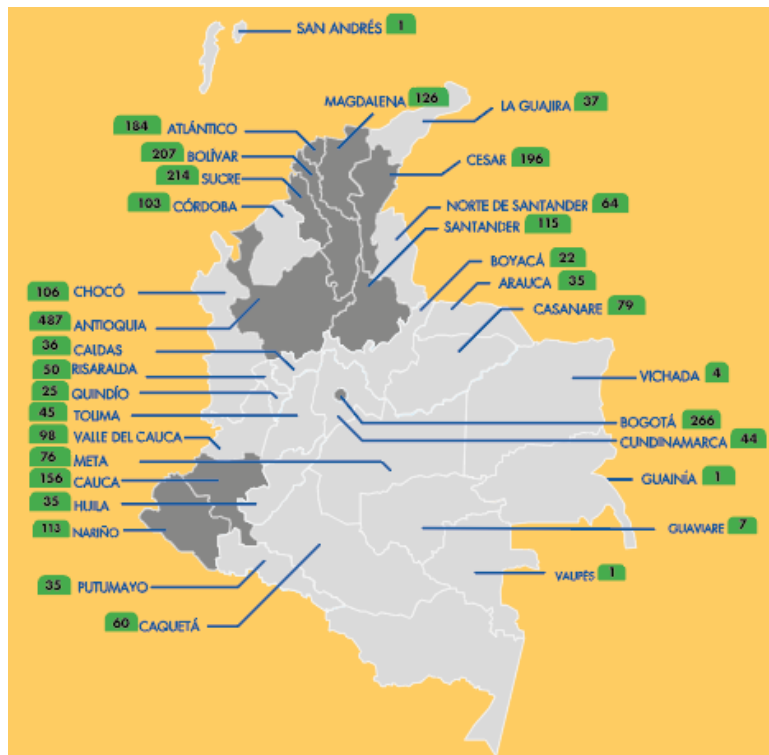 SAN ANDRÉS 1
MAGDALENA 126
LA GUAJIRA 37
184 ATLÁNTICO
207 BOLÍVAR
CESAR 196
214 SUCRE
103 CÓRDOBA
NORTE DE SANTANDER 64
SANTANDER 115
BOYACÁ 22
ARAUCA 35
106 CHOCÓ
CASANARE 79
487 ANTIOQUIA
36 CALDAS
50 RISARALDA
VICHADA 4
25 QUINDÍO
45 TOLIMA
BOGOTÁ 266
98 VALLE DEL CAUCA
CUNDINAMARCA 44
76 META
156 CAUCA
GUAINÍA 1
35 HUILA
113 NARIÑO
GUAVIARE 7
VAUPÉS 1
35 PUTUMAYO
60 CAQUETÁ